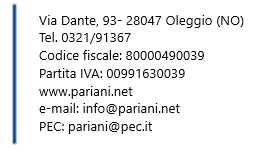 Via Dante, 93- 28047 Oleggio (NO)
Tel. 0321/91367
Codice fiscale: 80000490039
Partita IVA: 00991630039
www.pariani.net
e-mail: info@pariani.net
PEC: pariani@pec.it